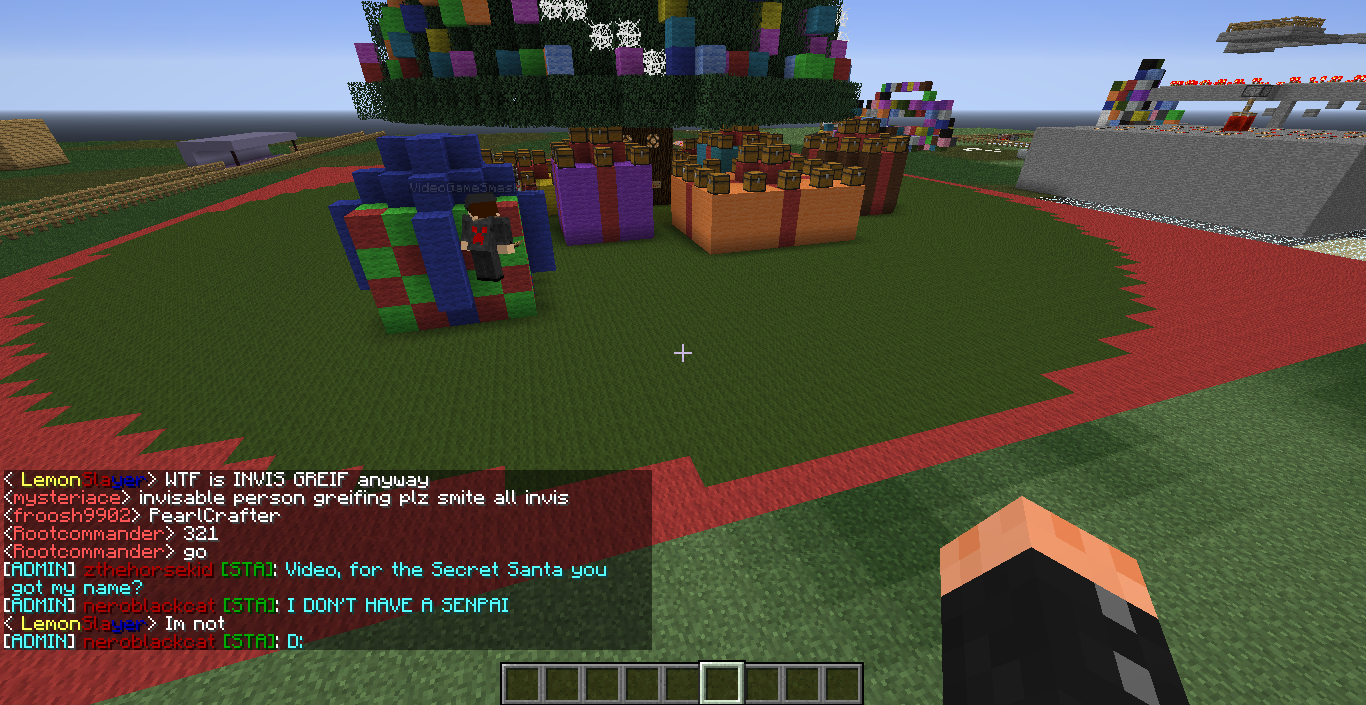 VideoGameSmash
< LemonSlayer> WTF is INVIS GREIF anyway
<mysteriace> invisable person greifing plz smite all invis
<froosh9902> PearlCrafter
<Rootcommander> 321
<Rootcommander> go
[ADMIN] zthehorsekid [STA]: Video, for the Secret Santa you
got my name?
[ADMIN] neroblackcat [STA]: I DON'T HAVE A SENPAI
< LemonSlayer> Im not
[ADMIN] neroblackcat [STA]: D: